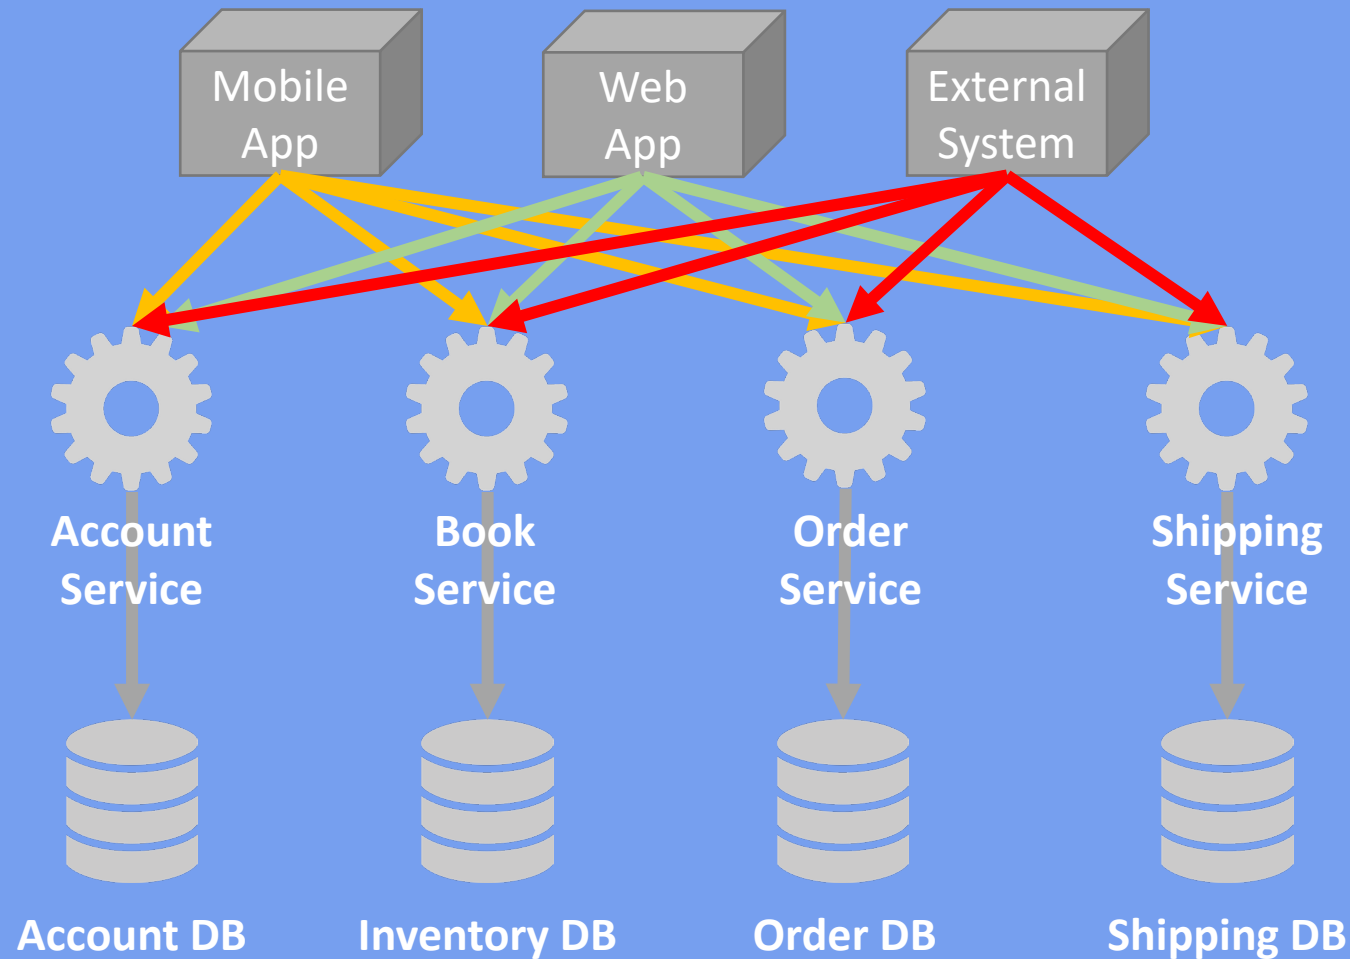 Mobile
App
Web
App
External
System
Account
Service
Book
Service
Order
Service
Shipping
Service
Account DB
Inventory DB
Order DB
Shipping DB